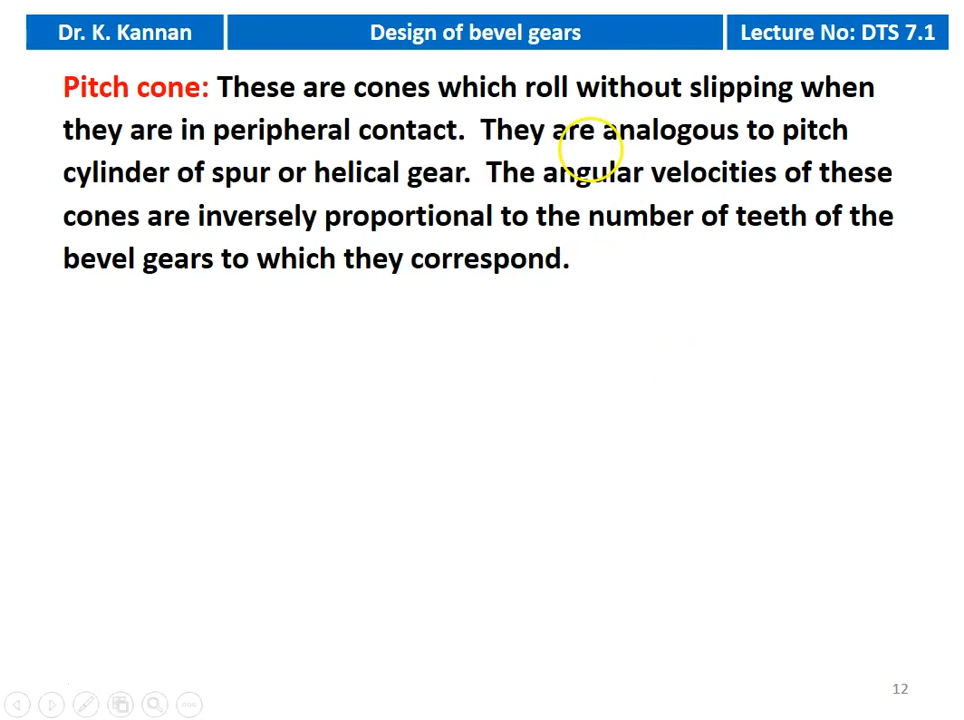 Dr. K. Kannan
Design of bevel gears
Lecture No: DTS 7.1
Pitch cone: These are cones which roll without slipping when
they are in peripheral contact. They are analogous to pitch
cylinder of spur or helical gear. The angular velocities of these
cones are inversely proportional to the number of teeth of the
bevel gears to which they correspond.
12